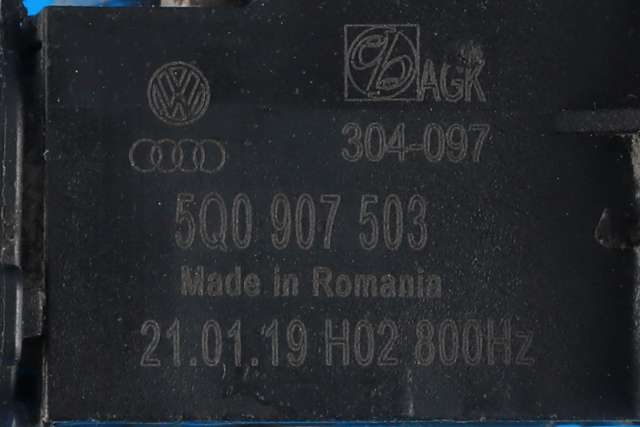 AGK
304-097
5Q0 907 503
Made in Romania
21.01.19 H02 800Hz